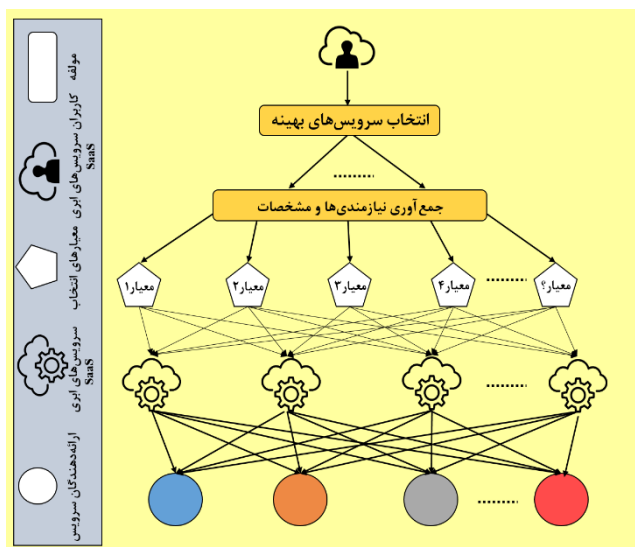 انتخاب سرویس‌های بهینه
..........
جمع‌آوری نیازمندی‌ها و مشخصات
معیار۱
معیار۲
معیار۳
معیار۴
..........
معیار؟
..........
..........
مولفه
کاربران سرویس‌های ابری
SaaS
معیارهای انتخاب
سرویس‌های ابری
SaaS
ارائه‌دهندگان سرویس